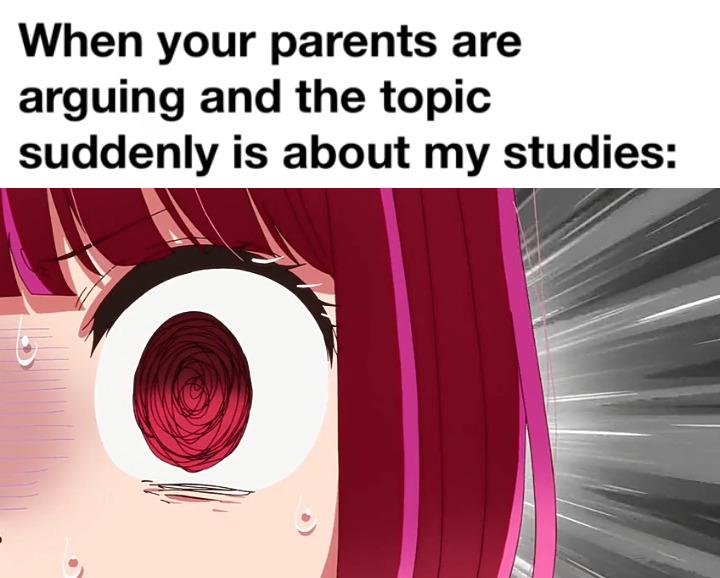 When your parents are
arguing and the topic
suddenly is about my studies: